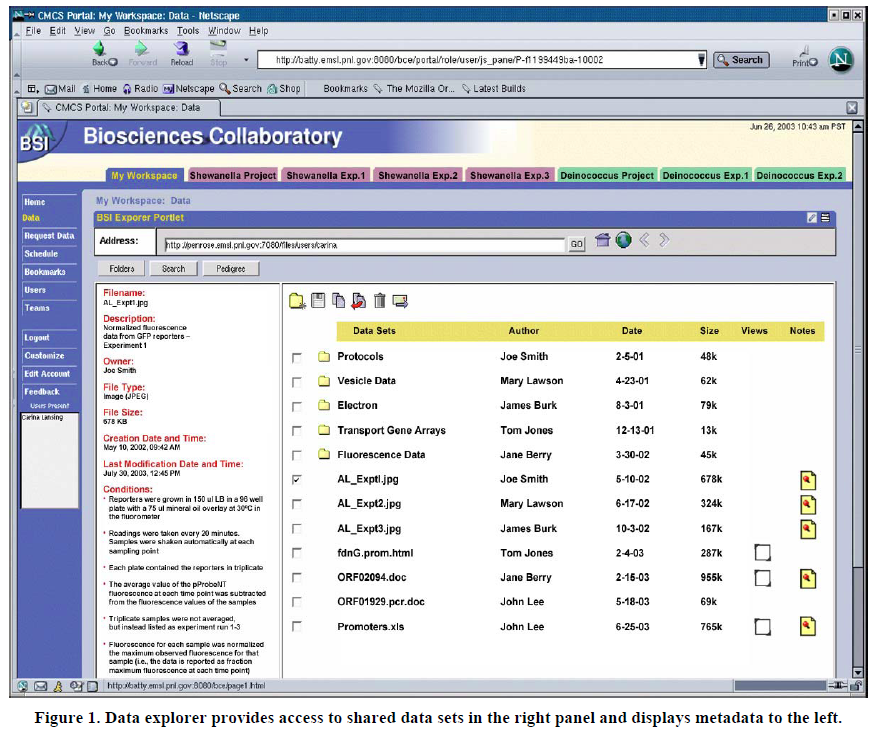 CMCS Portal: My Workspace: Data - Netscape
File Edit View Go Bookmarks Tools Window Help
Back Forward Reload Stop
http://batty.emsl.pnl.gov:8080/bce/portal/role/user/js_pane/P-f1199449ba-10002
Search
Print
N
Mail Home Radio Netscape Search Shop Bookmarks The Mozilla Or... Latest Builds
CMCS Portal: My Workspace: Data
BSI
Biosciences Collaboratory
Jun 26, 2003 10:43 am PST
My Workspace Shewanella Project Shewanella Exp.1 Shewanella Exp.2 Shewanella Exp.3 Deinococcus Project Deinococcus Exp.1 Deinococcus Exp.2
Home
Data
Request Data
Schedule
Bookmarks
Users
Teams
Logout
Customize
Edit Account
Feedback
Users Present
Carina Lansing
My Workspace: Data
BSI Exporer Portlet
Address:
http://penrose.emsl.pnl.gov:7080/files/users/carina
GO
Folders Search Pedigree
Filename:
AL_Exptl.jpg
Description:
Normalized fluorescence
data from GFP reporters –
Experiment 1
Owner:
Joe Smith
File Type:
Image (JPEG)
File Size:
678 KB
Creation Date and Time:
May 10, 2002, 09:42 AM
Last Modification Date and Time:
July 30, 2003, 12:45 PM
Conditions:
• Reporters were grown in 150 ul LB in a 96 well
plate with a 75 ul mineral oil overlay at 30ºC in
the fluorometer
• Readings were taken every 20 minutes.
Samples were shaken automatically at each
sampling point
• Each plate contained the reporters in triplicate
• The average value of the pProbeNT
fluorescence at each time point was subtracted
from the fluorescence values of the samples
• Triplicate samples were not averaged,
but instead listed as experiment run 1-3
• Fluorescence for each sample was normalized
the maximum observed fluorescence for that
sample (i.e., the data is reported as fraction
maximum fluorescence at each time point)
Data Sets Author Date Size Views Notes
Protocols Joe Smith 2-5-01 48k
Vesicle Data Mary Lawson 4-23-01 62k
Electron James Burk 8-3-01 79k
Transport Gene Arrays Tom Jones 12-13-01 13k
Fluorescence Data Jane Berry 3-30-02 45k
AL_Exptl.jpg Joe Smith 5-10-02 678k
AL_Expt2.jpg Mary Lawson 6-17-02 324k
AL_Expt3.jpg James Burk 10-3-02 167k
fdnG.prom.html Tom Jones 2-4-03 287k
ORF02094.doc Jane Berry 2-15-03 955k
ORF01929.pcr.doc John Lee 5-18-03 69k
Promoters.xls John Lee 6-25-03 765k
http://batty.emsl.pnl.gov:8080/bce/page1.html
Figure 1. Data explorer provides access to shared data sets in the right panel and displays metadata to the left.